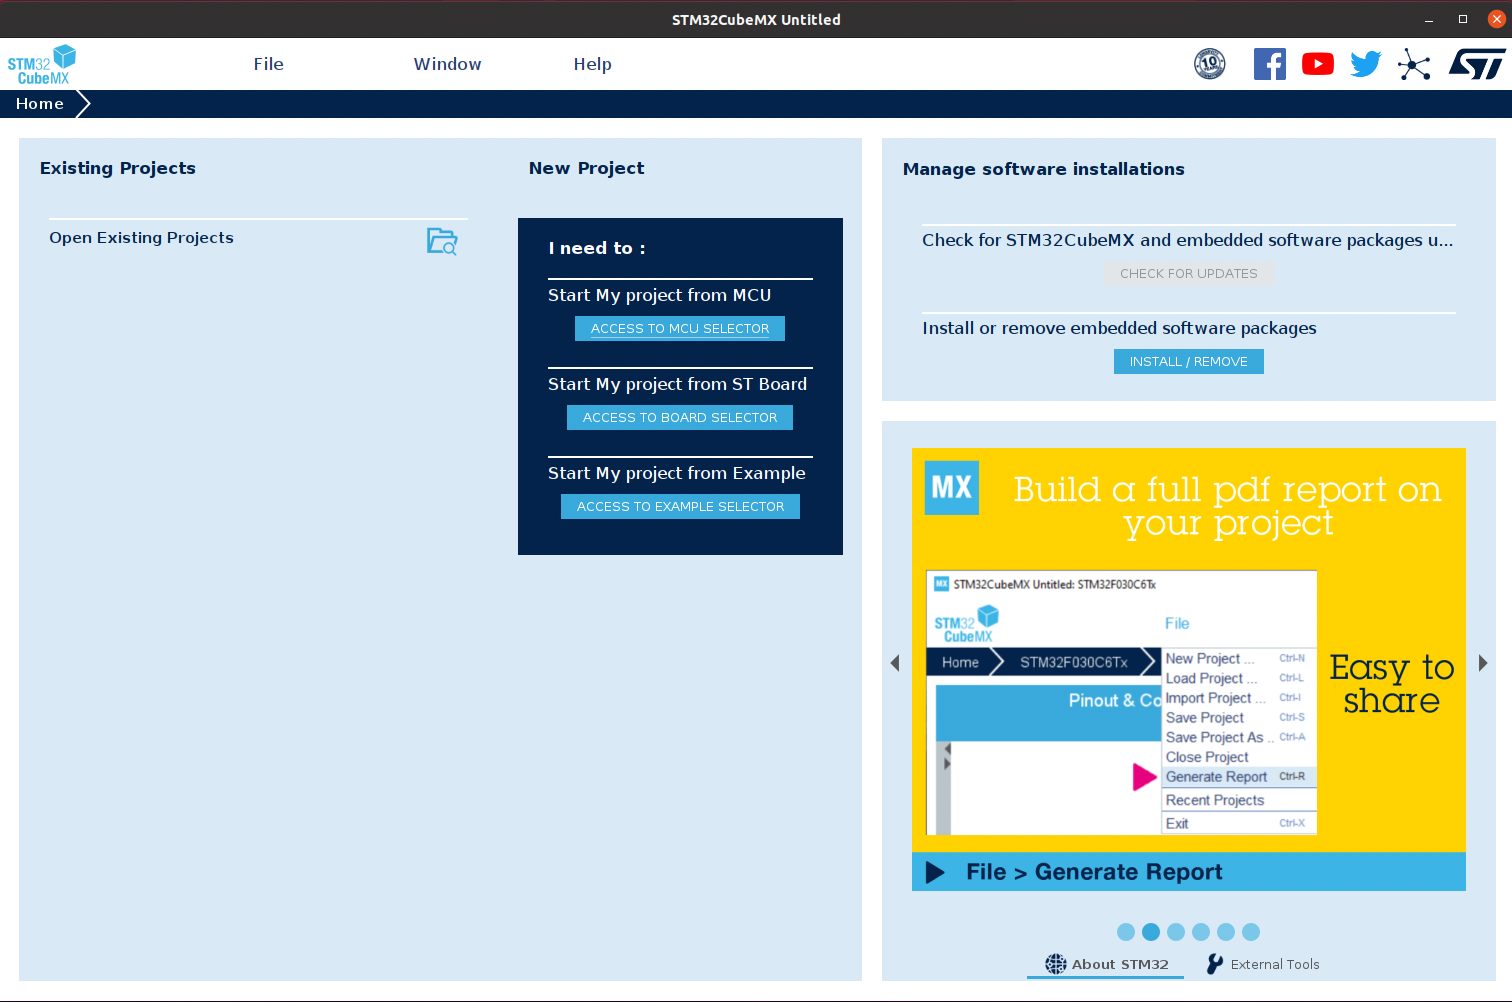 STM32CubeMX Untitled
STM32
CubeMX
File
Window
Help
10
YEARS
ST
Home
Existing Projects
Open Existing Projects
New Project
I need to :
Start My project from MCU
ACCESS TO MCU SELECTOR
Start My project from ST Board
ACCESS TO BOARD SELECTOR
Start My project from Example
ACCESS TO EXAMPLE SELECTOR
Manage software installations
Check for STM32CubeMX and embedded software packages u...
CHECK FOR UPDATES
Install or remove embedded software packages
INSTALL / REMOVE
MX
Build a full pdf report on
your project
MX STM32CubeMX Untitled: STM32F030C6Tx
STM32
CubeMX
File
Home
STM32F030C6Tx
Pinout & Co
New Project ... Ctrl-N
Load Project ... Ctrl-L
Import Project ... Ctrl-I
Save Project Ctrl-S
Save Project As .. Ctrl-A
Close Project
Generate Report Ctrl-R
Recent Projects
Exit Ctrl-X
Easy to
share
File > Generate Report
About STM32
External Tools